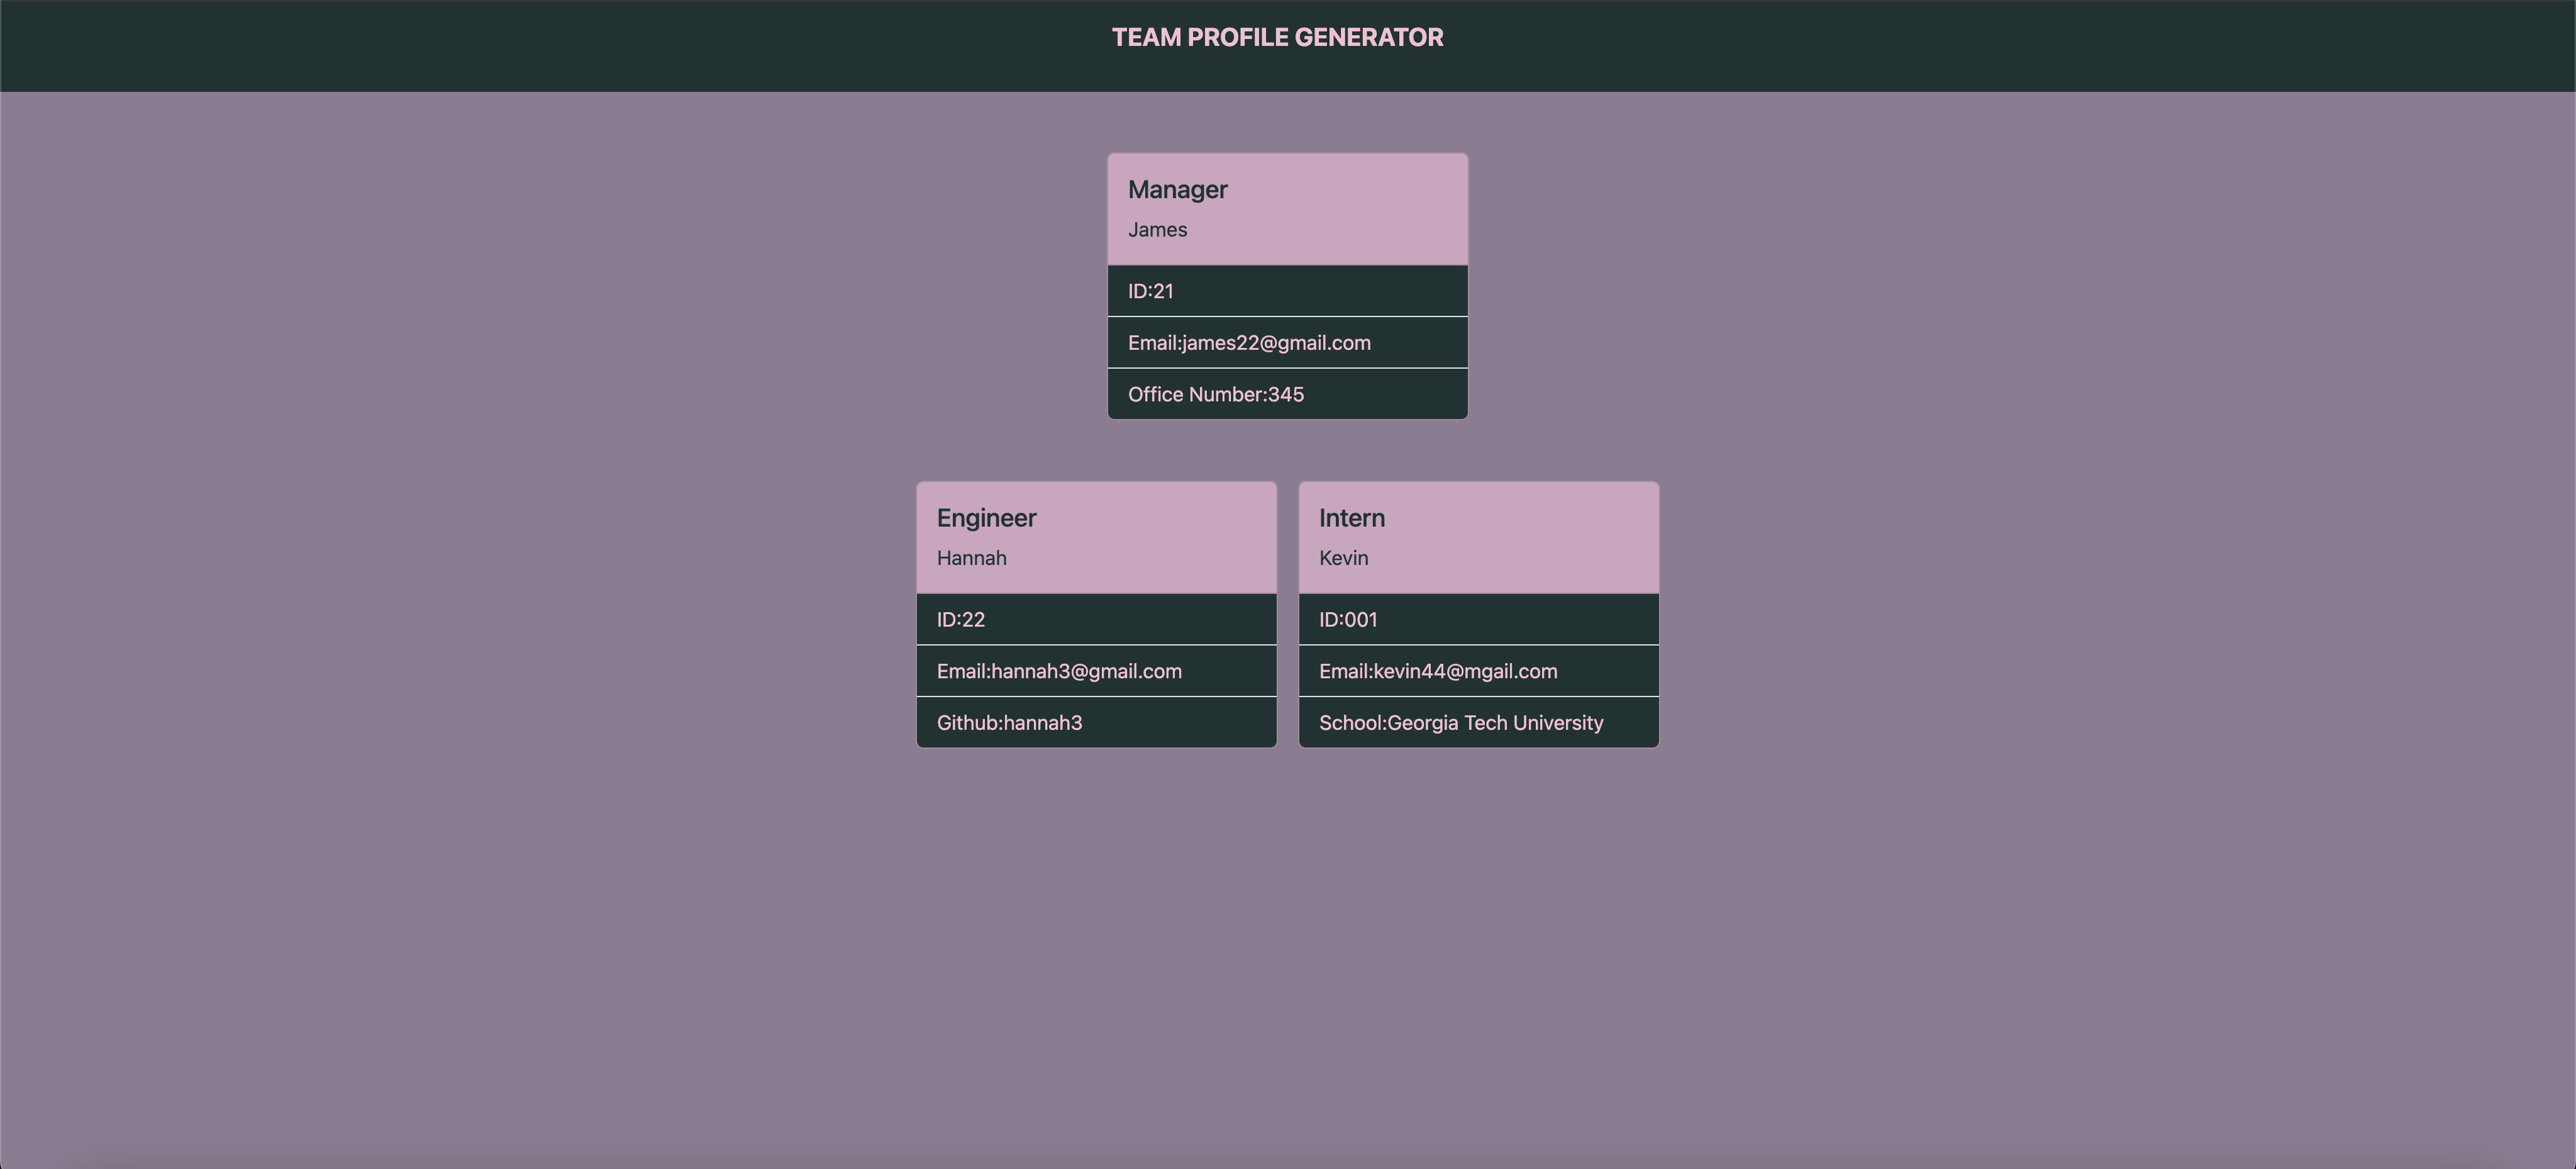 TEAM PROFILE GENERATOR
Manager
James
ID:21
Email:james22@gmail.com
Office Number:345
Engineer
Hannah
ID:22
Email:hannah3@gmail.com
Github:hannah3
Intern
Kevin
ID:001
Email:kevin44@mgail.com
School:Georgia Tech University